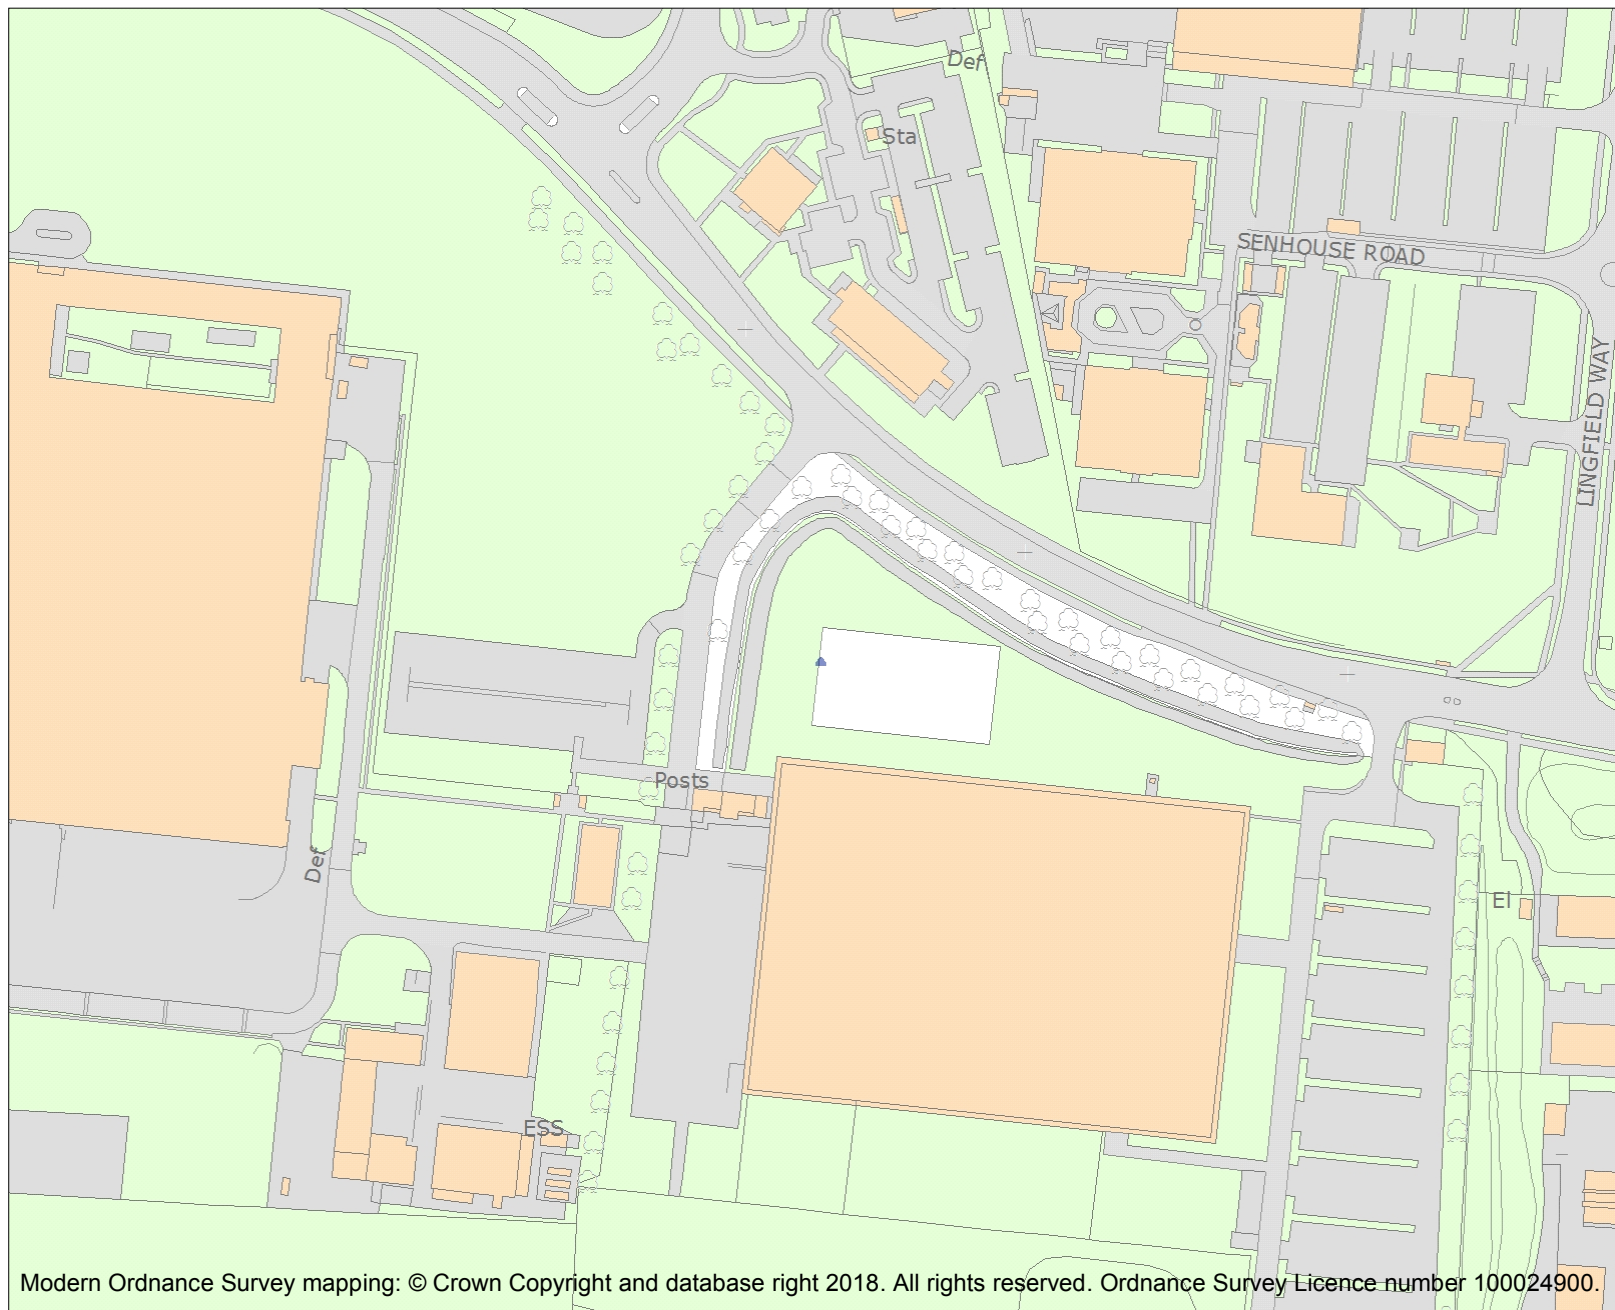 Def
Sta
SENHOUSE ROAD
LINGFIELD WAY
Posts
Def
El
ESS
Modern Ordnance Survey mapping: © Crown Copyright and database right 2018. All rights reserved. Ordnance Survey Licence number 100024900.